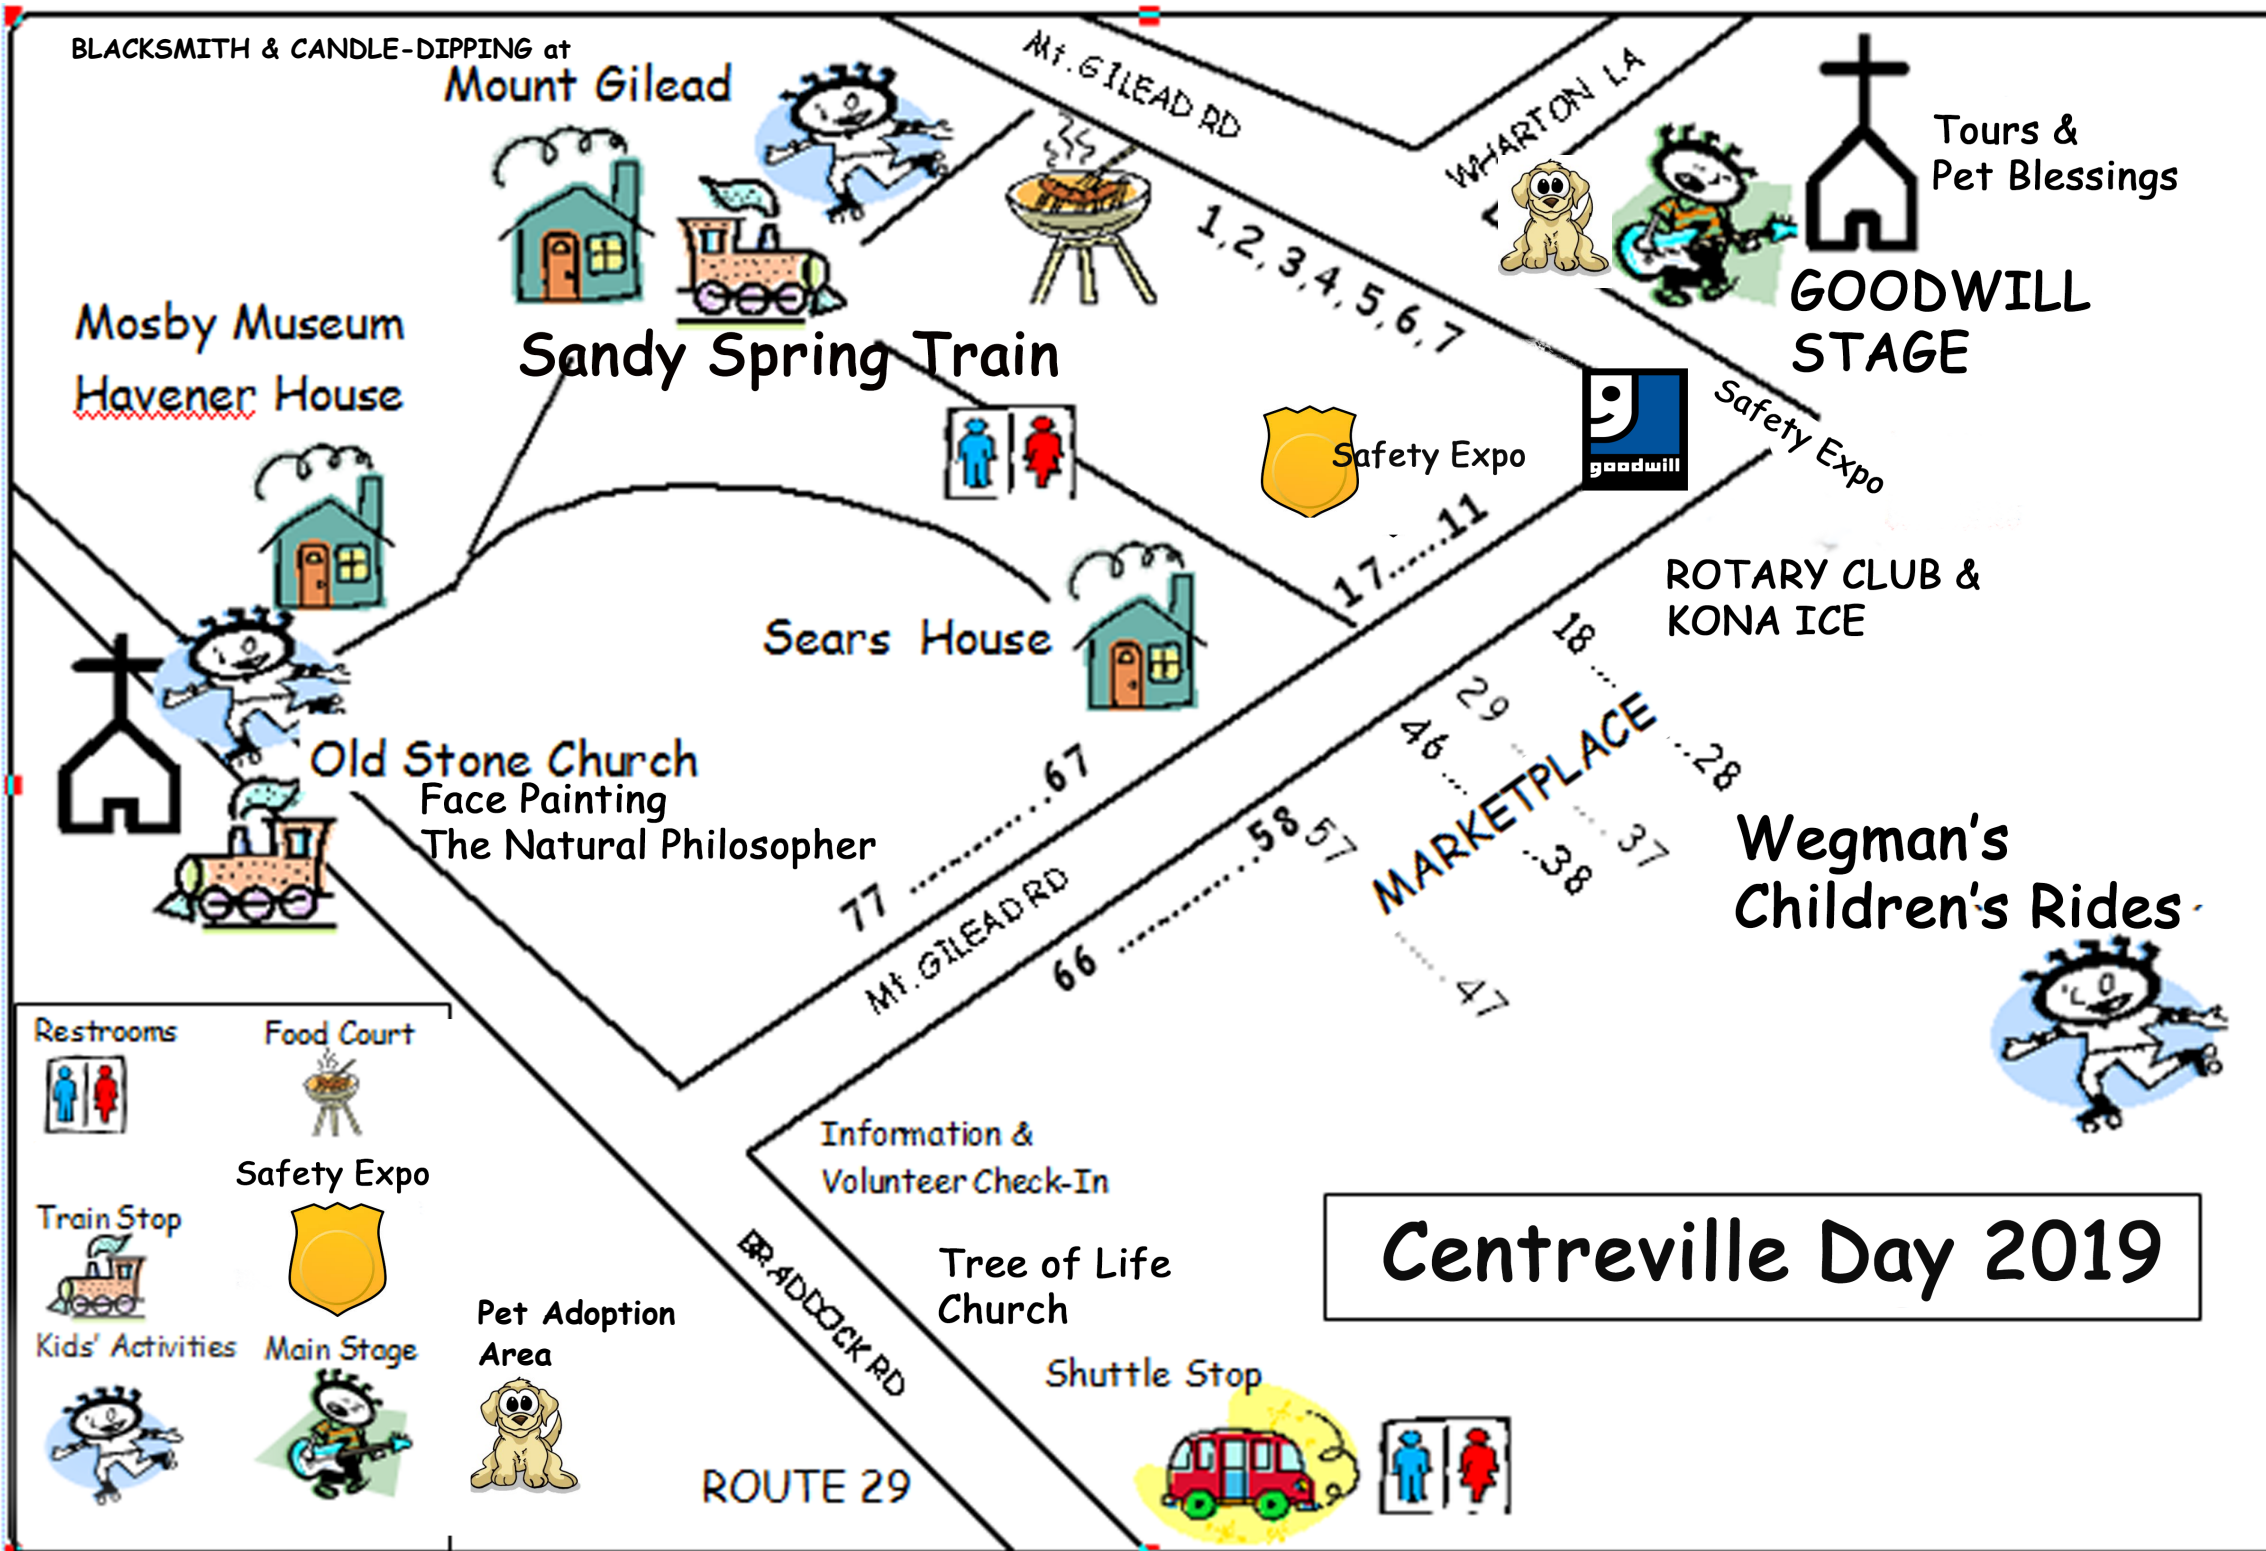 BLACKSMITH & CANDLE-DIPPING at
Mount Gilead
Mt. GILEAD RD
WHARTON LA
Tours &
Pet Blessings
1,2,3,4,5,6,7
GOODWILL
STAGE
Mosby Museum
Havener House
Sandy Spring Train
Safety Expo
goodwill
Safety Expo
17......11
ROTARY CLUB &
KONA ICE
Sears House
18 ..... ...28
29 ..... 37
46 .... ..38
57 ...... 47
MARKETPLACE
Old Stone Church
Face Painting
The Natural Philosopher
77 ............67
Mt. GILEAD RD
66 ............58
Wegman's
Children's Rides
Restrooms
Food Court
Safety Expo
Train Stop
Kids' Activities
Main Stage
Pet Adoption
Area
Information &
Volunteer Check-In
BRADDOCK RD
Tree of Life
Church
Centreville Day 2019
Shuttle Stop
ROUTE 29